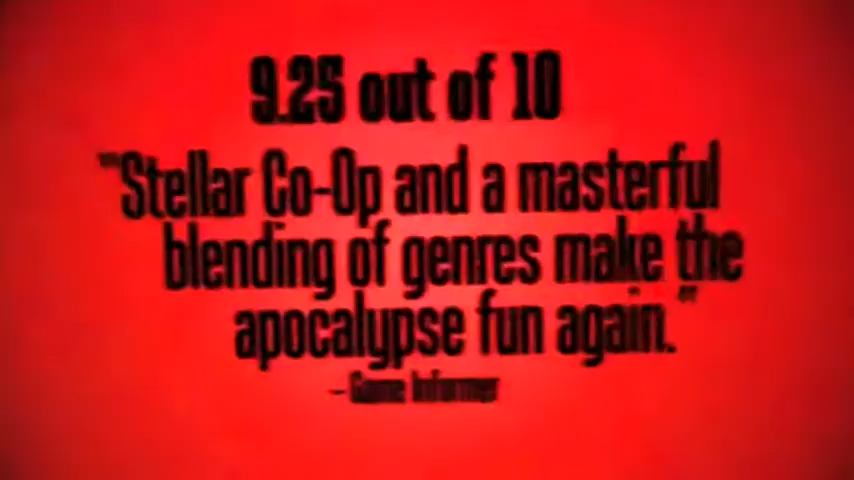 9.25 out of 10
"Stellar Co-Op and a masterful
blending of genres make the
apocalypse fun again."
– Game Informer